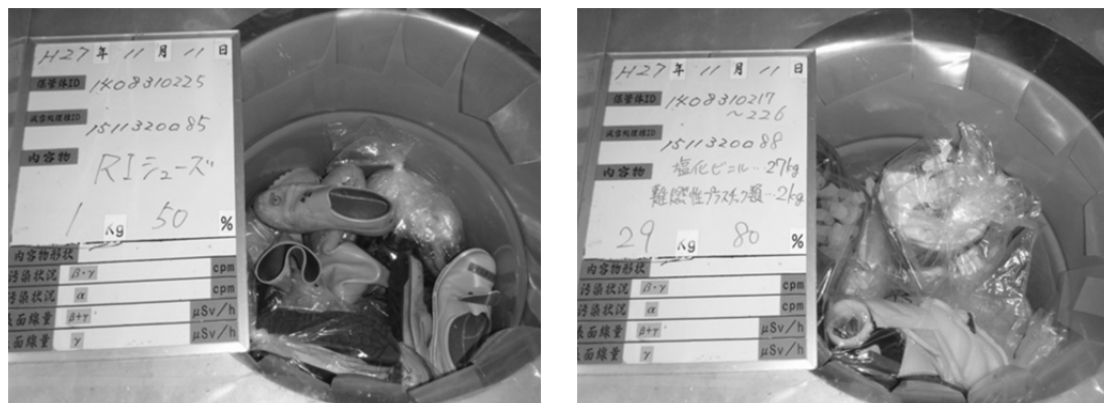 H27 年 11 月 11 日
保管体ID 1408310225
減容処理体ID 1511320085
内容物 RIシューズ
1 Kg 50 %
内容物形状
汚染状況 β・γ cpm
汚染状況 α cpm
表面線量 β+γ μSv/h
表面線量 γ μSv/h
H27 年 11 月 11 日
保管体ID 1408310217
～226
減容処理体ID 1511320088
内容物 塩化ビニル…27kg
難燃性プラスチック類…2kg
29 Kg 80 %
内容物形状
汚染状況 β・γ cpm
汚染状況 α cpm
表面線量 β+γ μSv/h
表面線量 γ μSv/h